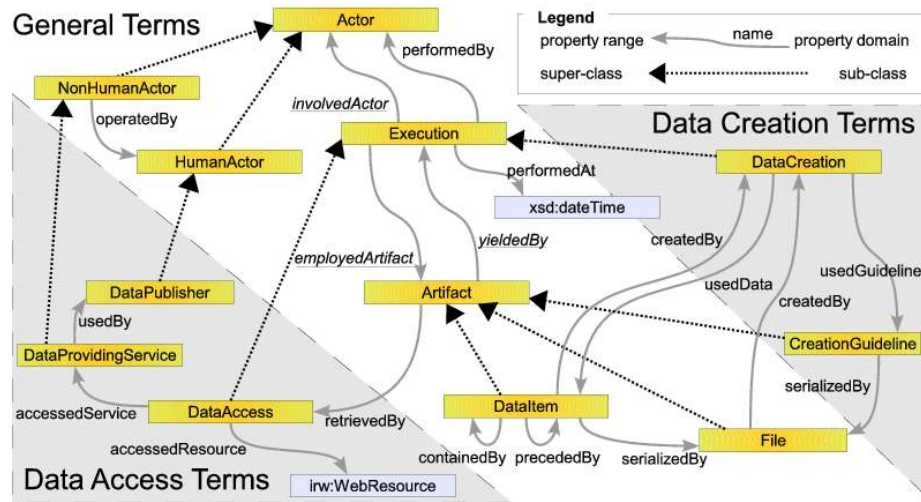 General Terms
Actor
Legend
property range
name
property domain
super-class
sub-class
performedBy
NonHumanActor
involvedActor
operatedBy
Execution
Data Creation Terms
HumanActor
performedAt
DataCreation
xsd:dateTime
createdBy
yieldedBy
employedArtifact
usedGuideline
DataPublisher
Artifact
usedData
createdBy
usedBy
DataProvidingService
CreationGuideline
accessedService
DataAccess
retrievedBy
DataItem
serializedBy
accessedResource
containedBy
precededBy
serializedBy
File
Data Access Terms
irw:WebResource